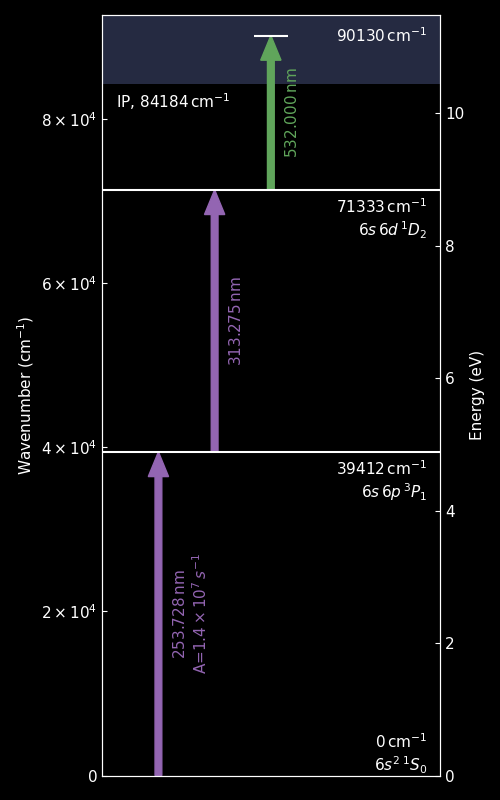 90130 cm⁻¹
IP, 84184 cm⁻¹
532.000 nm
71333 cm⁻¹
6s 6d ¹D₂
313.275 nm
39412 cm⁻¹
6s 6p ³P₁
253.728 nm
A=1.4 × 10⁷ s⁻¹
0 cm⁻¹
6s² ¹S₀
Wavenumber (cm⁻¹)
8 × 10⁴
6 × 10⁴
4 × 10⁴
2 × 10⁴
0
Energy (eV)
10
8
6
4
2
0